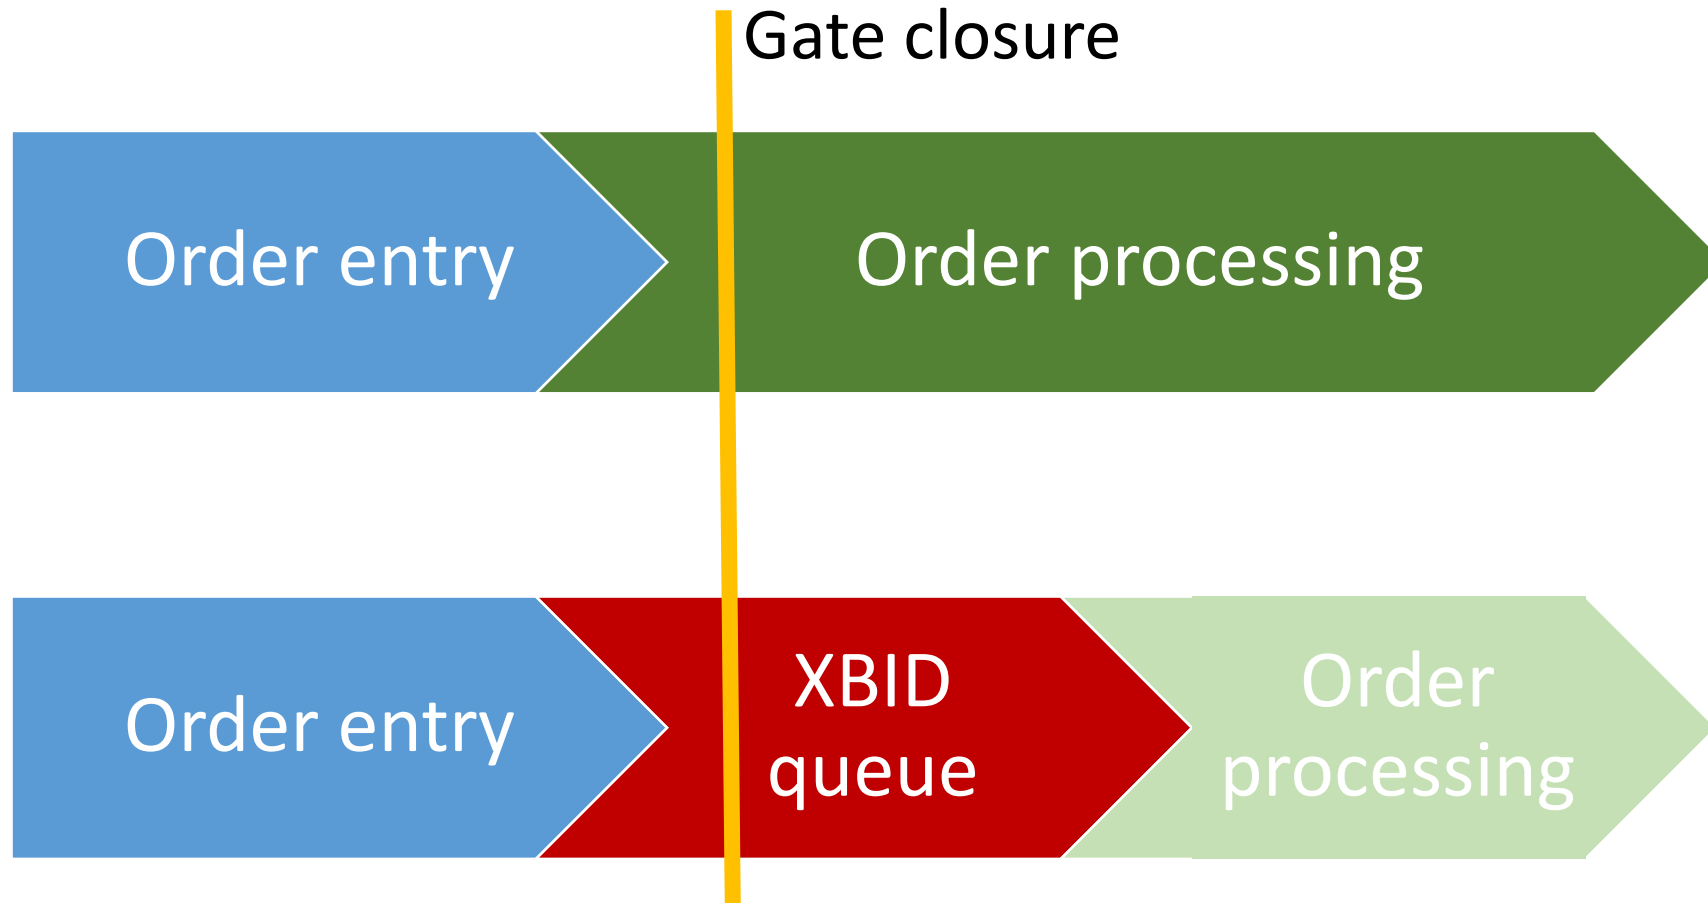 Gate closure
Order entry
Order processing
Order entry
XBID
queue
Order
processing